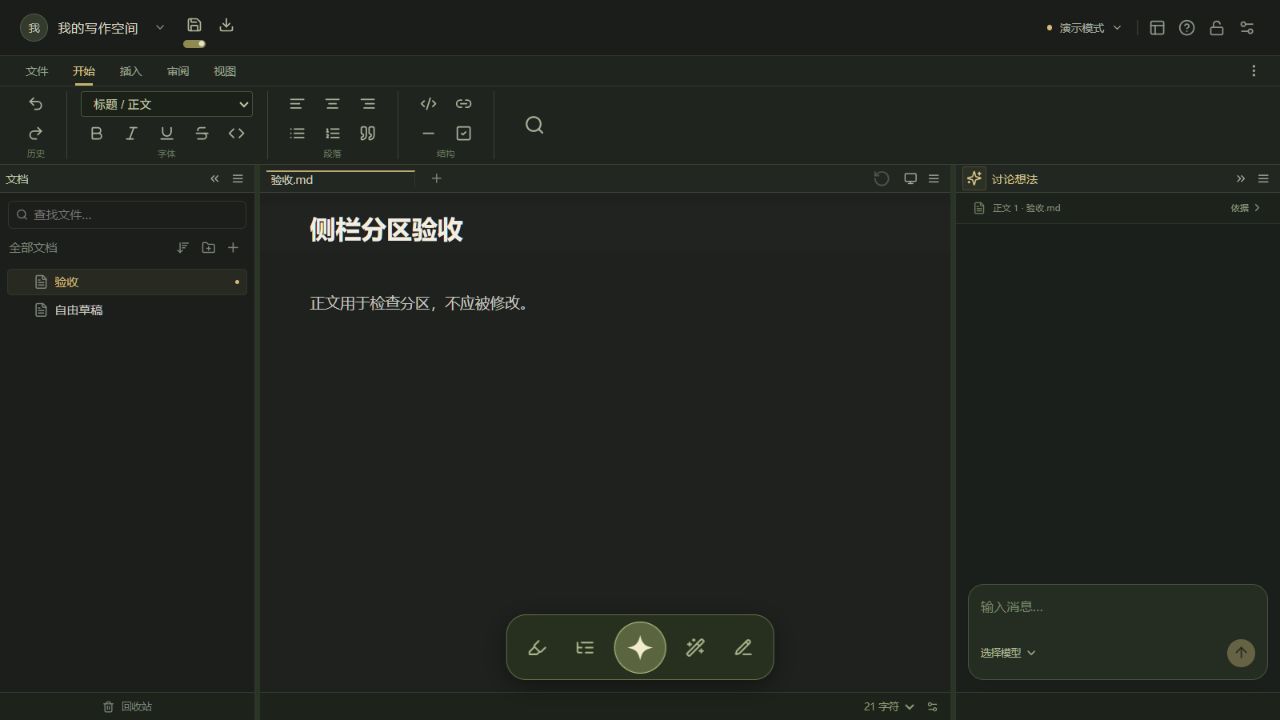 我 我的写作空间
演示模式
文件 开始 插入 审阅 视图
标题 / 正文
历史 字体 段落 结构
文档
查找文件...
全部文档
验收
自由草稿
回收站
验收.md
侧栏分区验收
正文用于检查分区，不应被修改。
21 字符
讨论想法
正文 1 · 验收.md 依据
输入消息...
选择模型